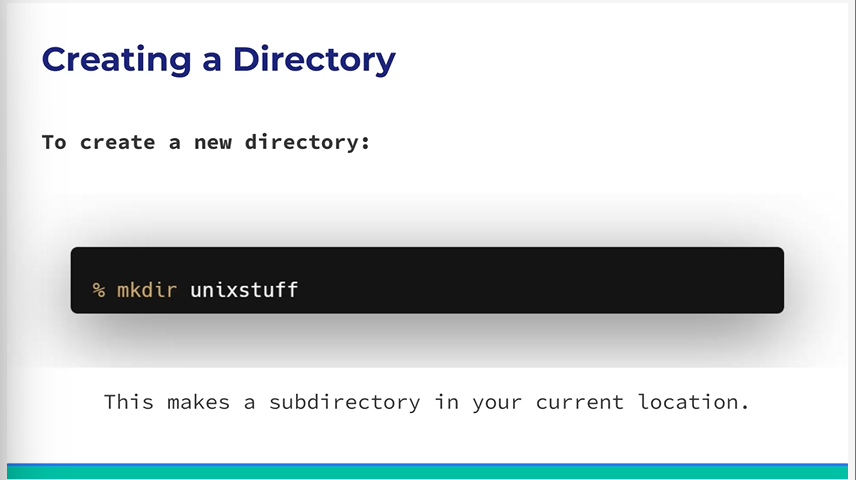 Creating a Directory
To create a new directory:
% mkdir unixstuff
This makes a subdirectory in your current location.